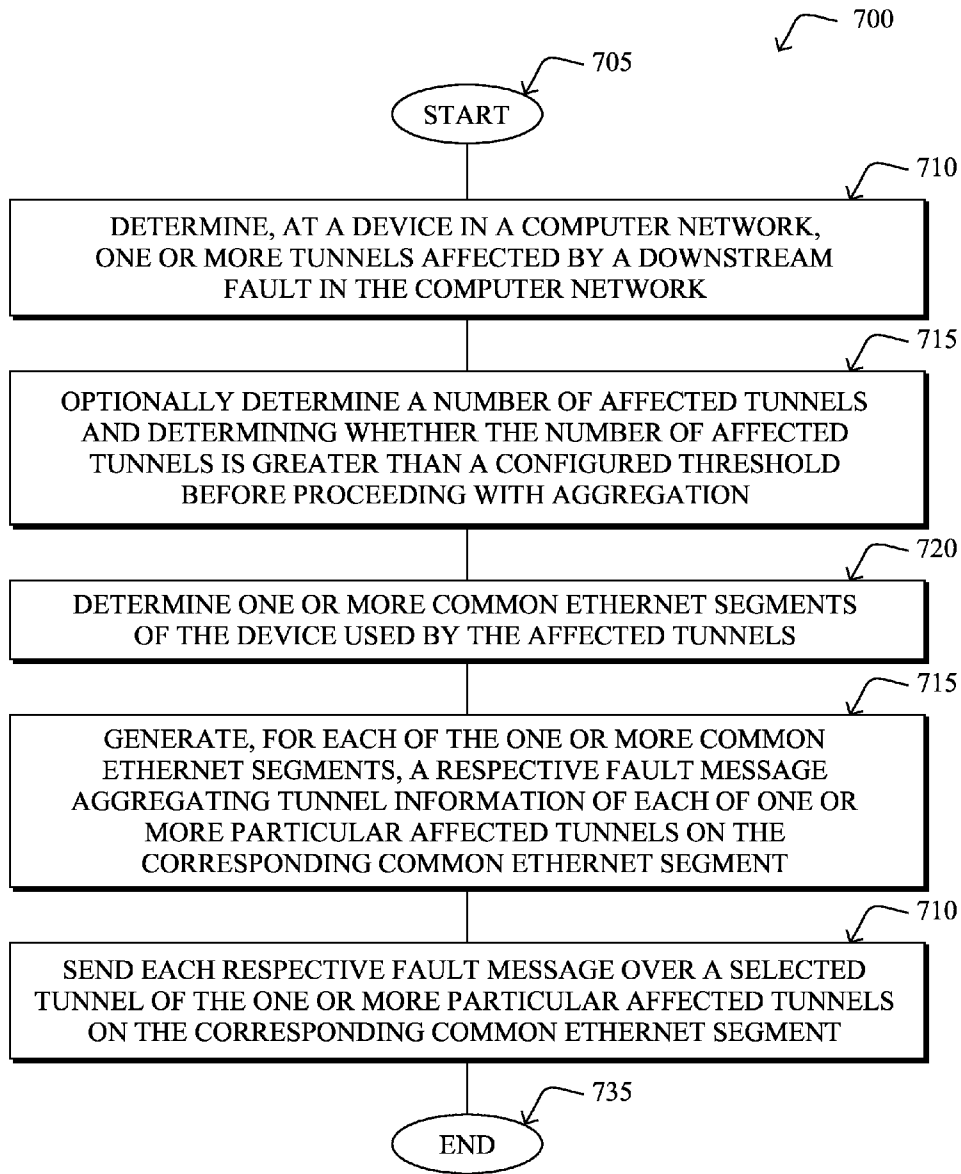 700
705
START
710
DETERMINE, AT A DEVICE IN A COMPUTER NETWORK,
ONE OR MORE TUNNELS AFFECTED BY A DOWNSTREAM
FAULT IN THE COMPUTER NETWORK
715
OPTIONALLY DETERMINE A NUMBER OF AFFECTED TUNNELS
AND DETERMINING WHETHER THE NUMBER OF AFFECTED
TUNNELS IS GREATER THAN A CONFIGURED THRESHOLD
BEFORE PROCEEDING WITH AGGREGATION
720
DETERMINE ONE OR MORE COMMON ETHERNET SEGMENTS
OF THE DEVICE USED BY THE AFFECTED TUNNELS
715
GENERATE, FOR EACH OF THE ONE OR MORE COMMON
ETHERNET SEGMENTS, A RESPECTIVE FAULT MESSAGE
AGGREGATING TUNNEL INFORMATION OF EACH OF ONE OR
MORE PARTICULAR AFFECTED TUNNELS ON THE
CORRESPONDING COMMON ETHERNET SEGMENT
710
SEND EACH RESPECTIVE FAULT MESSAGE OVER A SELECTED
TUNNEL OF THE ONE OR MORE PARTICULAR AFFECTED TUNNELS
ON THE CORRESPONDING COMMON ETHERNET SEGMENT
735
END